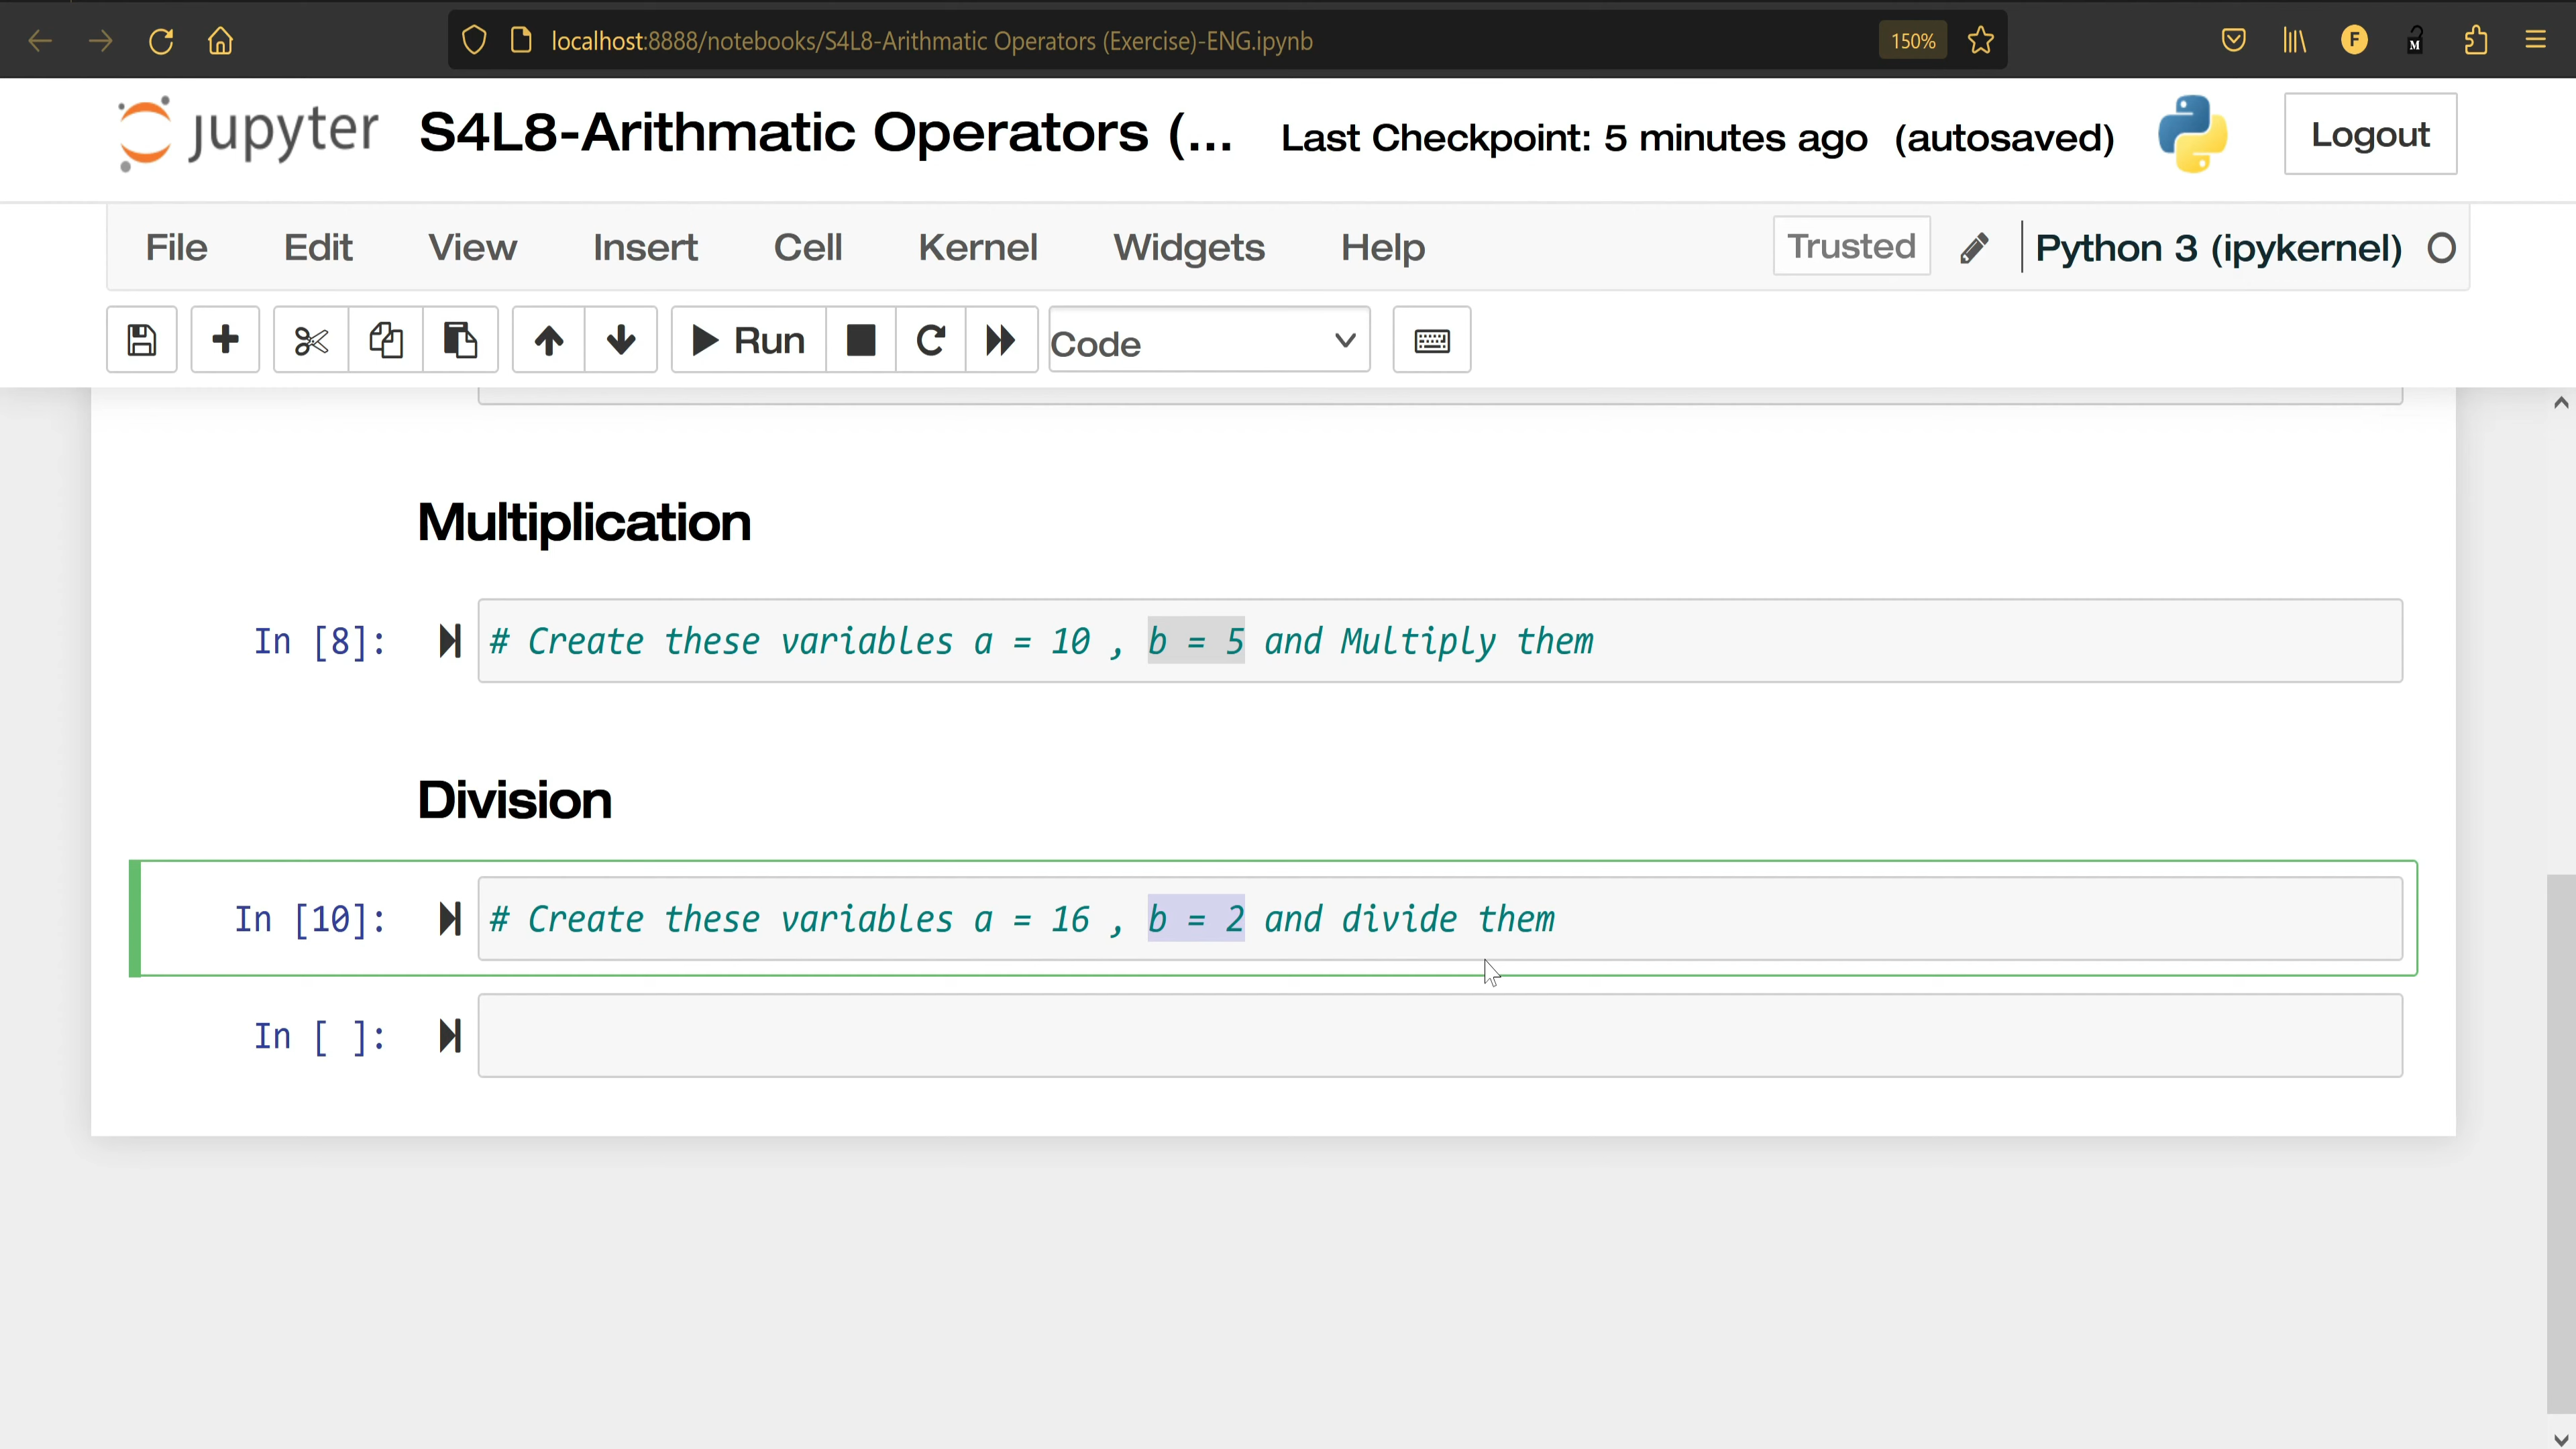 localhost:8888/notebooks/S4L8-Arithmatic Operators (Exercise)-ENG.ipynb 150% F M
jupyter S4L8-Arithmatic Operators (... Last Checkpoint: 5 minutes ago (autosaved) Logout
File Edit View Insert Cell Kernel Widgets Help Trusted Python 3 (ipykernel)
Run Code
Multiplication
In [8]: # Create these variables a = 10 , b = 5 and Multiply them
Division
In [10]: # Create these variables a = 16 , b = 2 and divide them
In [ ]: